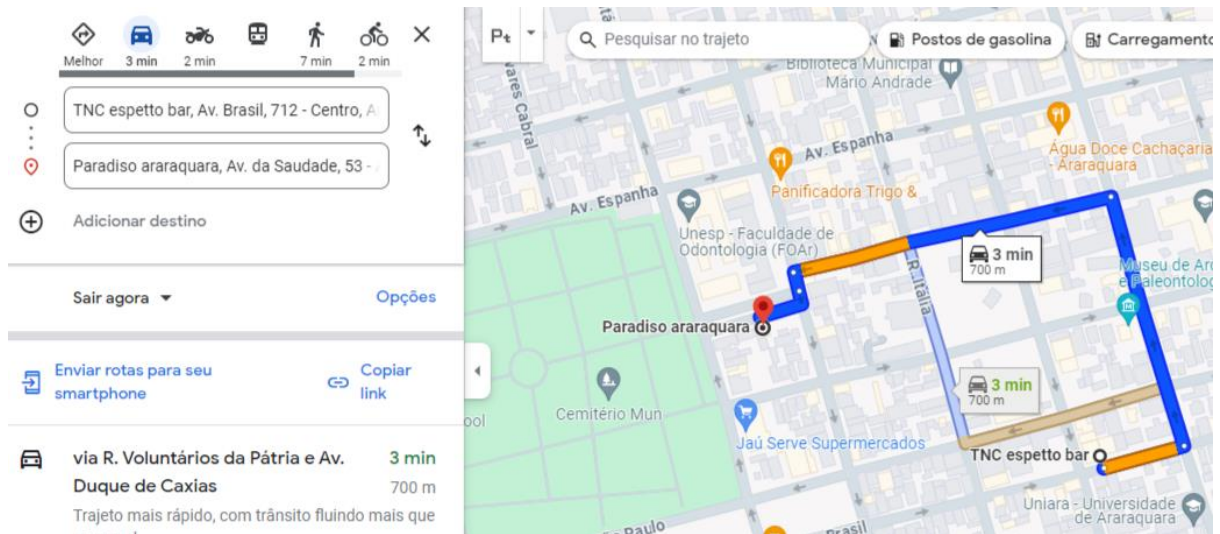 Melhor
3 min
2 min
7 min
2 min
TNC espetto bar, Av. Brasil, 712 - Centro, A
Paradiso araraquara, Av. da Saudade, 53 -
Adicionar destino
Sair agora
Opções
Enviar rotas para seu
smartphone
Copiar
link
via R. Voluntários da Pátria e Av.
Duque de Caxias
3 min
700 m
Trajeto mais rápido, com trânsito fluindo mais que
Pesquisar no trajeto
Postos de gasolina
Carregamento
Biblioteca Municipal
Mário Andrade
vares Cabral
Av. Espanha
Água Doce Cachaçaria
- Araraquara
Panificadora Trigo &
Av. Espanha
Unesp - Faculdade de
Odontologia (FOAr)
R. Itália
3 min
700 m
Museu de Arq
e Paleontolog
Paradiso araraquara
3 min
700 m
Cemitério Mun
ool
Jaú Serve Supermercados
TNC espetto bar
Uniara - Universidade
de Araraquara
Paulo
Brasil